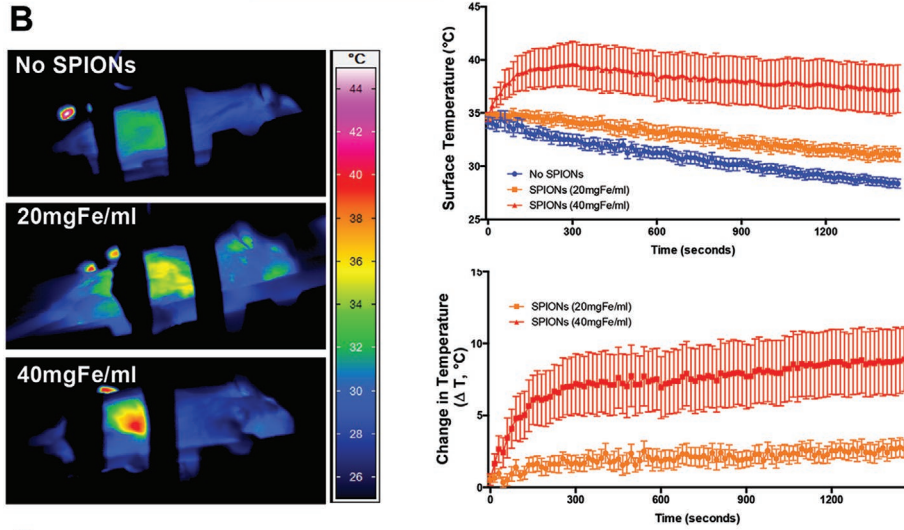 B
No SPIONs
20mgFe/ml
40mgFe/ml
°C
44
42
40
38
36
34
32
30
28
26
Surface Temperature (°C)
45
40
35
30
25
No SPIONs
SPIONs (20mgFe/ml)
SPIONs (40mgFe/ml)
0
300
600
900
1200
Time (seconds)
Change in Temperature
(Δ T, °C)
15
10
5
0
SPIONs (20mgFe/ml)
SPIONs (40mgFe/ml)
0
300
600
900
1200
Time (seconds)